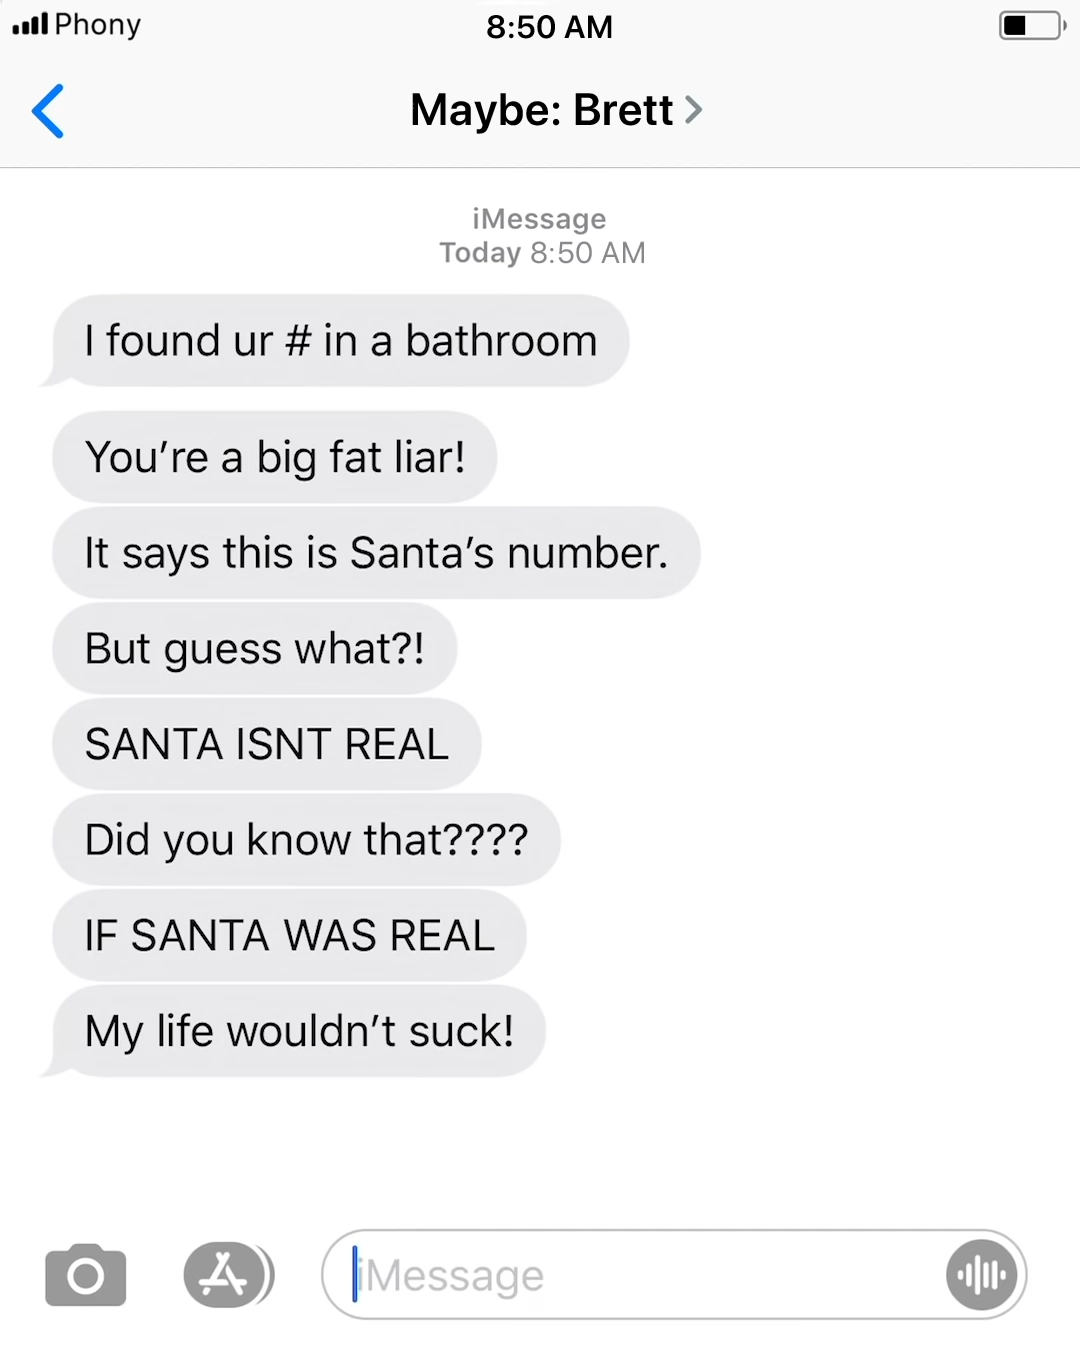 Phony
8:50 AM
Maybe: Brett
iMessage
Today 8:50 AM
I found ur # in a bathroom
You’re a big fat liar!
It says this is Santa’s number.
But guess what?!
SANTA ISNT REAL
Did you know that????
IF SANTA WAS REAL
My life wouldn’t suck!
iMessage